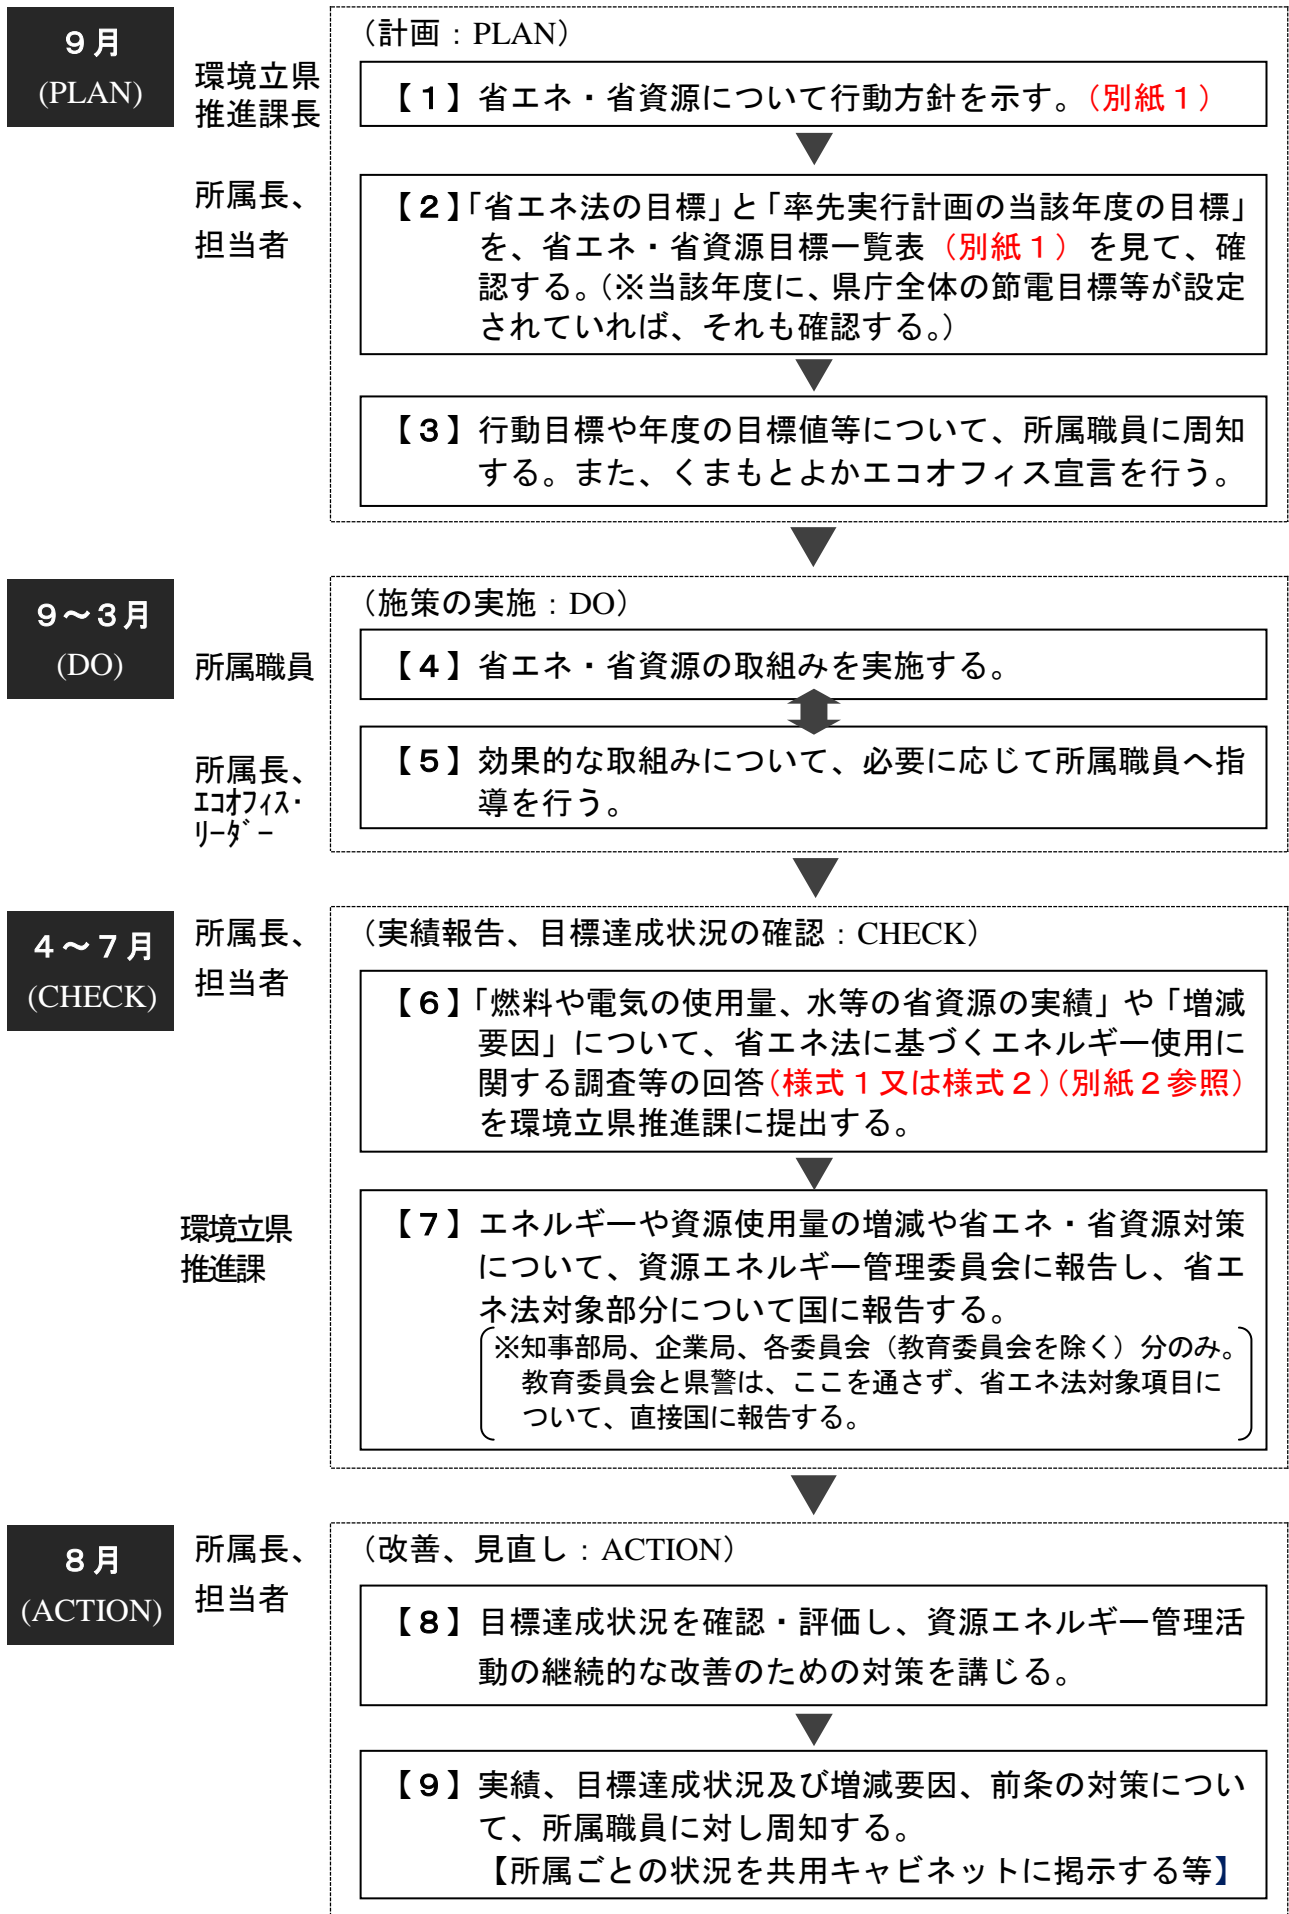 ９月
(PLAN)
環境立県
推進課長
（計画：PLAN）
【１】省エネ・省資源について行動方針を示す。（別紙１）
所属長、
担当者
【２】「省エネ法の目標」と「率先実行計画の当該年度の目標」
を、省エネ・省資源目標一覧表（別紙１）を見て、確
認する。（※当該年度に、県庁全体の節電目標等が設定
されていれば、それも確認する。）
【３】行動目標や年度の目標値等について、所属職員に周知
する。また、くまもとよかエコオフィス宣言を行う。
９～３月
(DO)
（施策の実施：DO）
所属職員
【４】省エネ・省資源の取組みを実施する。
所属長、
ｴｺｵﾌｨｽ・
ﾘｰﾀﾞｰ
【５】効果的な取組みについて、必要に応じて所属職員へ指
導を行う。
４～７月
(CHECK)
所属長、
担当者
（実績報告、目標達成状況の確認：CHECK）
【６】「燃料や電気の使用量、水等の省資源の実績」や「増減
要因」について、省エネ法に基づくエネルギー使用に
関する調査等の回答（様式１又は様式２）（別紙２参照）
を環境立県推進課に提出する。
環境立県
推進課
【７】エネルギーや資源使用量の増減や省エネ・省資源対策
について、資源エネルギー管理委員会に報告し、省エ
ネ法対象部分について国に報告する。
※知事部局、企業局、各委員会（教育委員会を除く）分のみ。
教育委員会と県警は、ここを通さず、省エネ法対象項目に
ついて、直接国に報告する。
８月
(ACTION)
所属長、
担当者
（改善、見直し：ACTION）
【８】目標達成状況を確認・評価し、資源エネルギー管理活
動の継続的な改善のための対策を講じる。
【９】実績、目標達成状況及び増減要因、前条の対策につい
て、所属職員に対し周知する。
【所属ごとの状況を共用キャビネットに掲示する等】